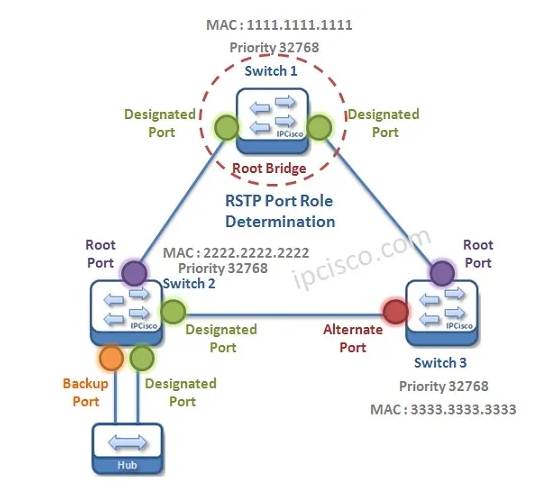 MAC : 1111.1111.1111
Priority 32768
Switch 1
Designated
Port
Designated
Port
IPCisco
Root Bridge
RSTP Port Role
Determination
ipcisco.com
Root
Port
MAC : 2222.2222.2222
Priority 32768
Switch 2
Root
Port
IPCisco
Designated
Port
Alternate
Port
IPCisco
Switch 3
Priority 32768
MAC : 3333.3333.3333
Backup
Port
Designated
Port
Hub